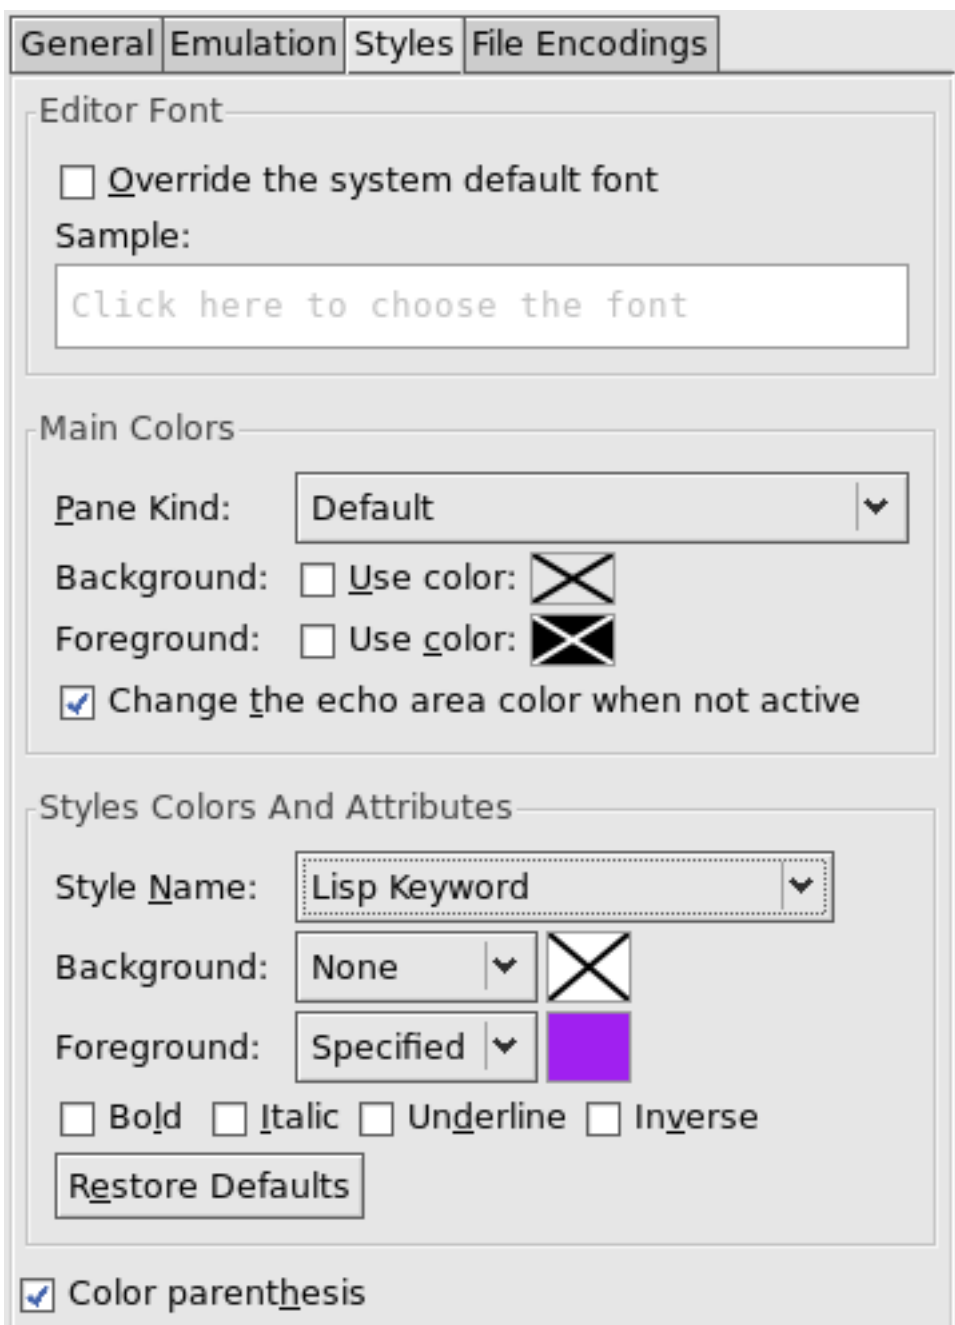 General Emulation Styles File Encodings
Editor Font
Override the system default font
Sample:
Click here to choose the font
Main Colors
Pane Kind: Default
Background: Use color:
Foreground: Use color:
Change the echo area color when not active
Styles Colors And Attributes
Style Name: Lisp Keyword
Background: None
Foreground: Specified
Bold Italic Underline Inverse
Restore Defaults
Color parenthesis